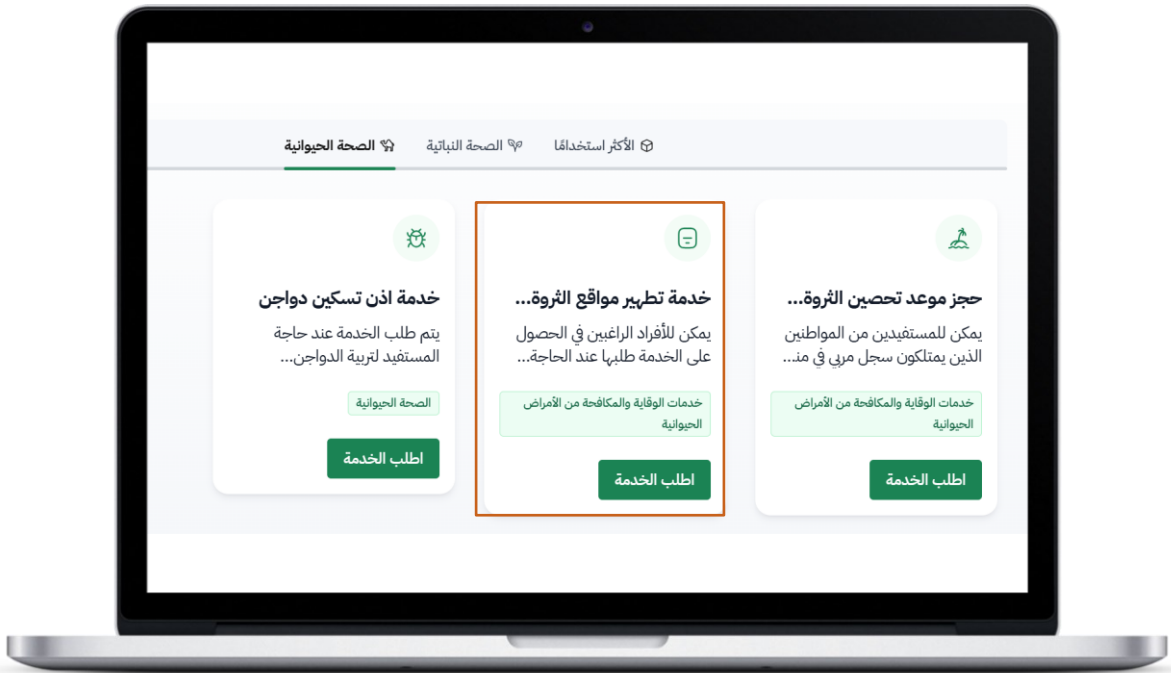 الأكثر استخدامًا
الصحة النباتية
الصحة الحيوانية
حجز موعد تحصين الثروة...
يمكن للمستفيدين من المواطنين
الذين يمتلكون سجل مربي في منـ...
خدمات الوقاية والمكافحة من الأمراض
الحيوانية
اطلب الخدمة
خدمة تطهير مواقع الثروة...
يمكن للأفراد الراغبين في الحصول
على الخدمة طلبها عند الحاجة...
خدمات الوقاية والمكافحة من الأمراض
الحيوانية
اطلب الخدمة
خدمة اذن تسكين دواجن
يتم طلب الخدمة عند حاجة
المستفيد لتربية الدواجن...
الصحة الحيوانية
اطلب الخدمة